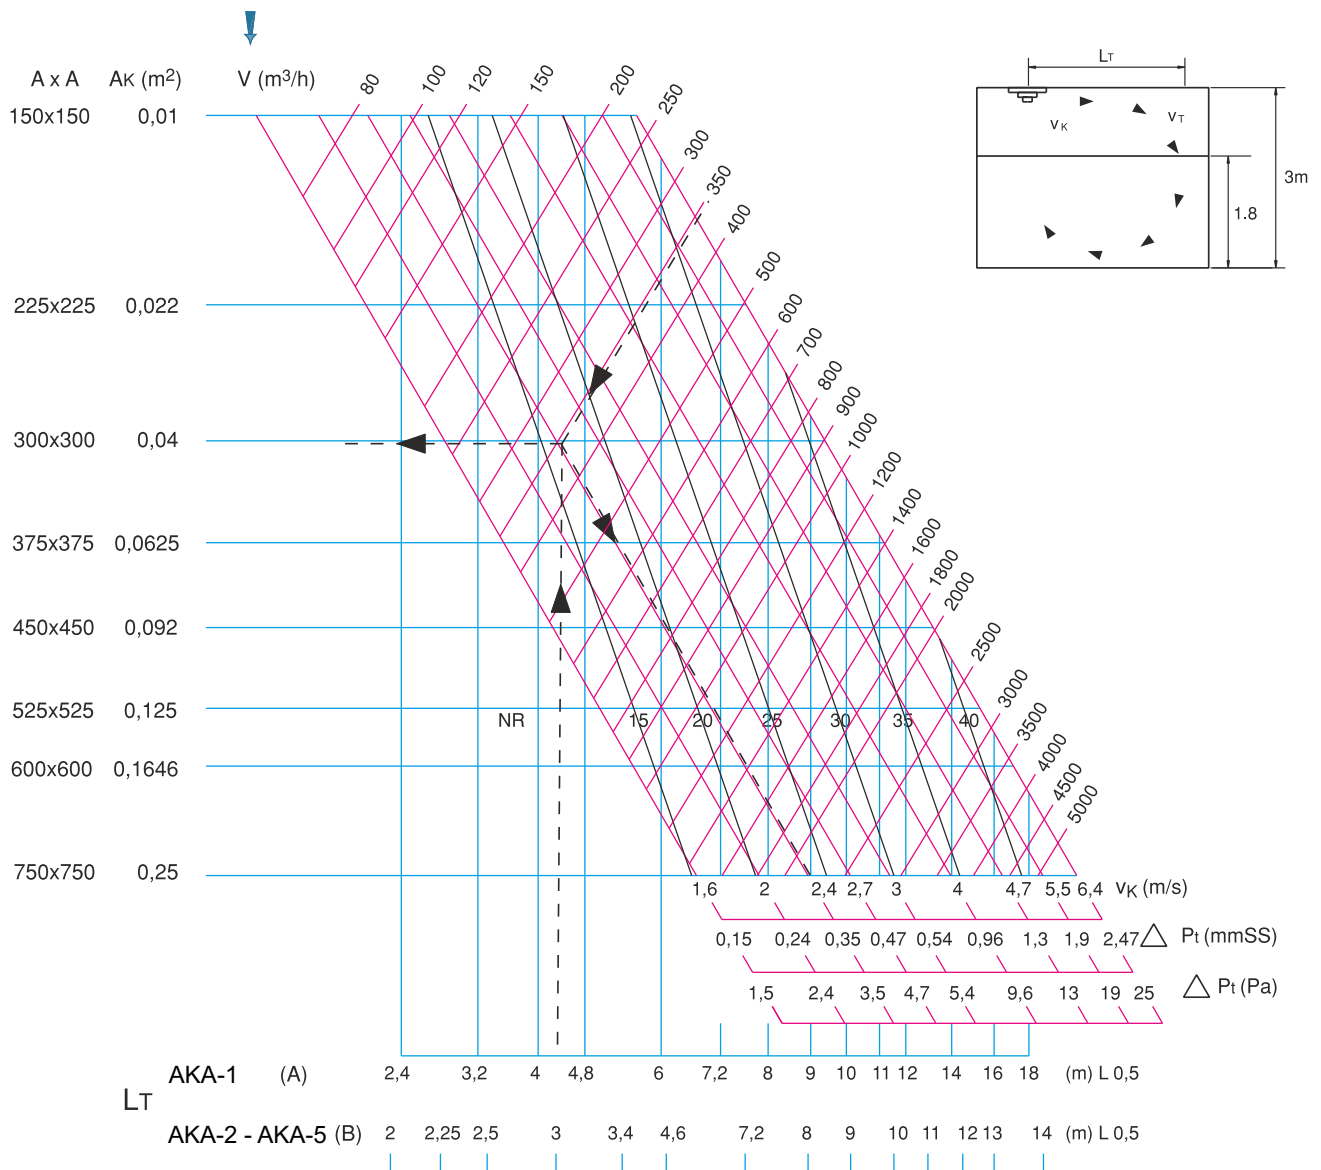 A x A AK (m2) V (m3/h) 80 100 120 150 200 250
150x150 0,01
300
350
400
225x225 0,022
500
600
700
800
900
300x300 0,04
1000
1200
1400
375x375 0,0625
1600
1800
450x450 0,092
2000
2500
525x525 0,125
NR 15 20 25 30 35 40
3000
3500
600x600 0,1646
4000
4500
5000
750x750 0,25
1,6 2 2,4 2,7 3 4 4,7 5,5 6,4 vK (m/s)
0,15 0,24 0,35 0,47 0,54 0,96 1,3 1,9 2,47 △ Pt (mmSS)
1,5 2,4 3,5 4,7 5,4 9,6 13 19 25 △ Pt (Pa)
AKA-1 (A) 2,4 3,2 4 4,8 6 7,2 8 9 10 11 12 14 16 18 (m) L 0,5
LT
AKA-2 - AKA-5 (B) 2 2,25 2,5 3 3,4 4,6 7,2 8 9 10 11 12 13 14 (m) L 0,5
LT
vK vT
3m
1.8